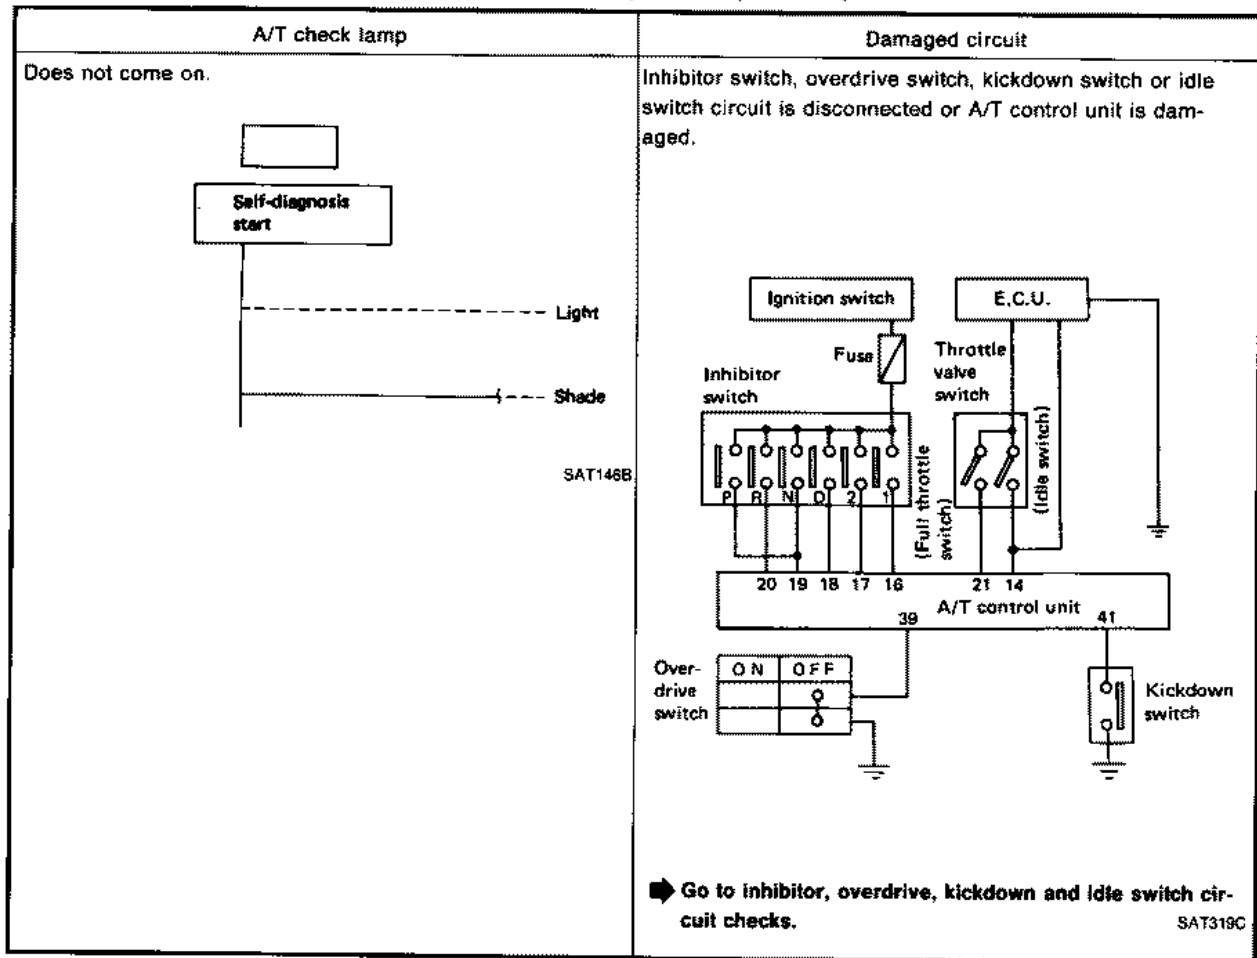 A/T check lamp
Damaged circuit
Does not come on.
Self-diagnosis
start
Light
Shade
SAT146B
Inhibitor switch, overdrive switch, kickdown switch or idle
switch circuit is disconnected or A/T control unit is dam-
aged.
Ignition switch
E.C.U.
Fuse
Throttle
valve
switch
Inhibitor
switch
(Full throttle
switch)
(Idle switch)
P R N D 2 1
20 19 18 17 16 21 14
A/T control unit
39 41
Over-
drive
switch
ON OFF
Kickdown
switch
Go to inhibitor, overdrive, kickdown and idle switch cir-
cuit checks.
SAT319C